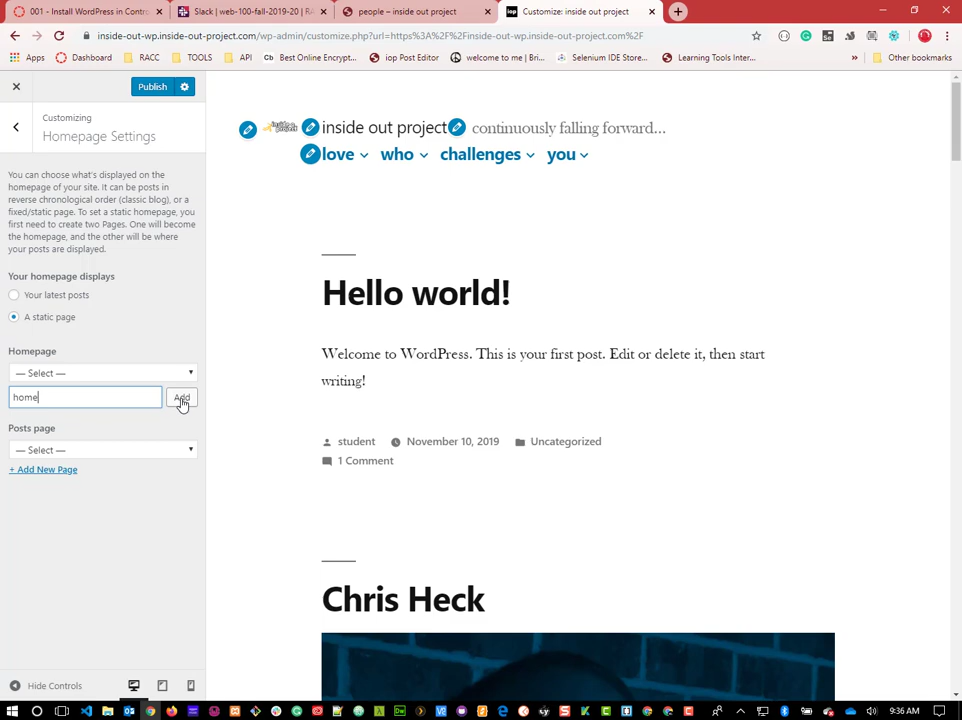 001 - Install WordPress in Contro
Slack | web-100-fall-2019-20 | RA
people – inside out project
Customize: inside out project
inside-out-wp.inside-out-project.com/wp-admin/customize.php?url=https%3A%2F%2Finside-out-wp.inside-out-project.com%2F
Apps
Dashboard
RACC
TOOLS
API
Best Online Encrypt...
iop Post Editor
welcome to me | Bri...
Selenium IDE Store...
Learning Tools Inter...
Other bookmarks
Publish
Customizing
Homepage Settings
You can choose what's displayed on the
homepage of your site. It can be posts in
reverse chronological order (classic blog), or a
fixed/static page. To set a static homepage, you
first need to create two Pages. One will become
the homepage, and the other will be where
your posts are displayed.
Your homepage displays
Your latest posts
A static page
Homepage
— Select —
home
Add
Posts page
— Select —
+ Add New Page
Hide Controls
inside out project
inside out project
continuously falling forward...
love
who
challenges
you
Hello world!
Welcome to WordPress. This is your first post. Edit or delete it, then start
writing!
student
November 10, 2019
Uncategorized
1 Comment
Chris Heck
9:36 AM